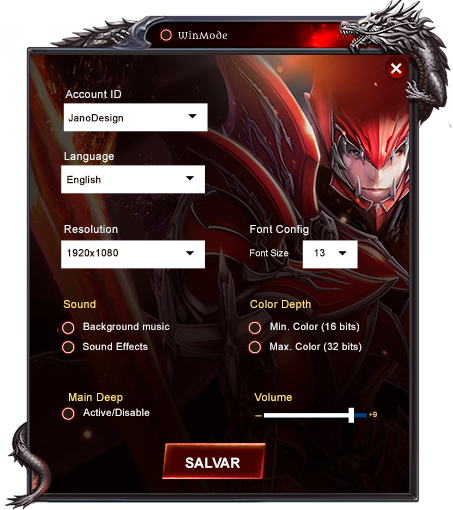 WinMode
Account ID
JanoDesign
Language
English
Resolution
Font Config
1920x1080
Font Size
13
Sound
Color Depth
Background music
Min. Color (16 bits)
Sound Effects
Max. Color (32 bits)
Main Deep
Volume
Active/Disable
– +9
SALVAR